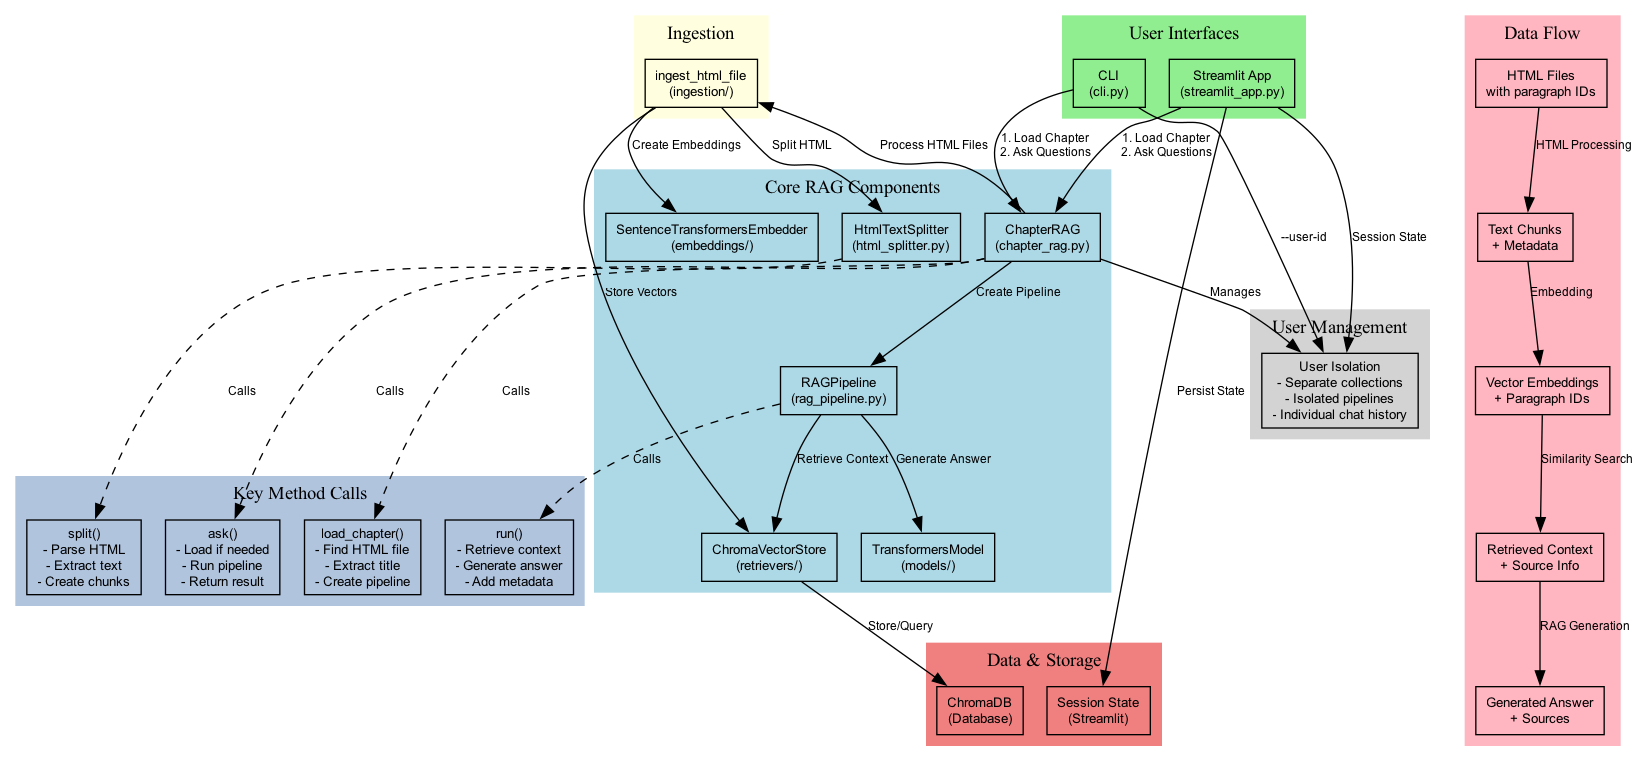 Ingestion
ingest_html_file
(ingestion/)
User Interfaces
CLI
(cli.py)
Streamlit App
(streamlit_app.py)
Data Flow
HTML Files
with paragraph IDs
Create Embeddings
Split HTML
Process HTML Files
1. Load Chapter
2. Ask Questions
1. Load Chapter
2. Ask Questions
HTML Processing
Core RAG Components
SentenceTransformersEmbedder
(embeddings/)
HtmlTextSplitter
(html_splitter.py)
ChapterRAG
(chapter_rag.py)
--user-id
Session State
Text Chunks
+ Metadata
Store Vectors
Create Pipeline
Manages
Embedding
User Management
User Isolation
- Separate collections
- Isolated pipelines
- Individual chat history
Calls
Calls
Calls
RAGPipeline
(rag_pipeline.py)
Persist State
Vector Embeddings
+ Paragraph IDs
Calls
Retrieve Context
Generate Answer
Similarity Search
Key Method Calls
split()
- Parse HTML
- Extract text
- Create chunks
ask()
- Load if needed
- Run pipeline
- Return result
load_chapter()
- Find HTML file
- Extract title
- Create pipeline
run()
- Retrieve context
- Generate answer
- Add metadata
ChromaVectorStore
(retrievers/)
TransformersModel
(models/)
Retrieved Context
+ Source Info
Store/Query
RAG Generation
Data & Storage
ChromaDB
(Database)
Session State
(Streamlit)
Generated Answer
+ Sources